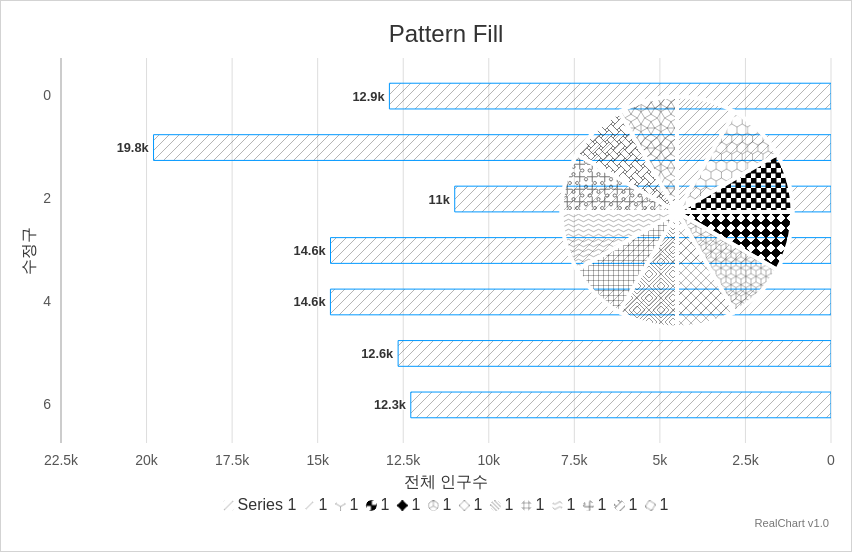 Pattern Fill
0
12.9k
19.8k
2
11k
14.6k
수정구
4
14.6k
12.6k
6
12.3k
22.5k 20k 17.5k 15k 12.5k 10k 7.5k 5k 2.5k 0
전체 인구수
Series 1 1 1 1 1 1 1 1 1 1 1 1 1
RealChart v1.0